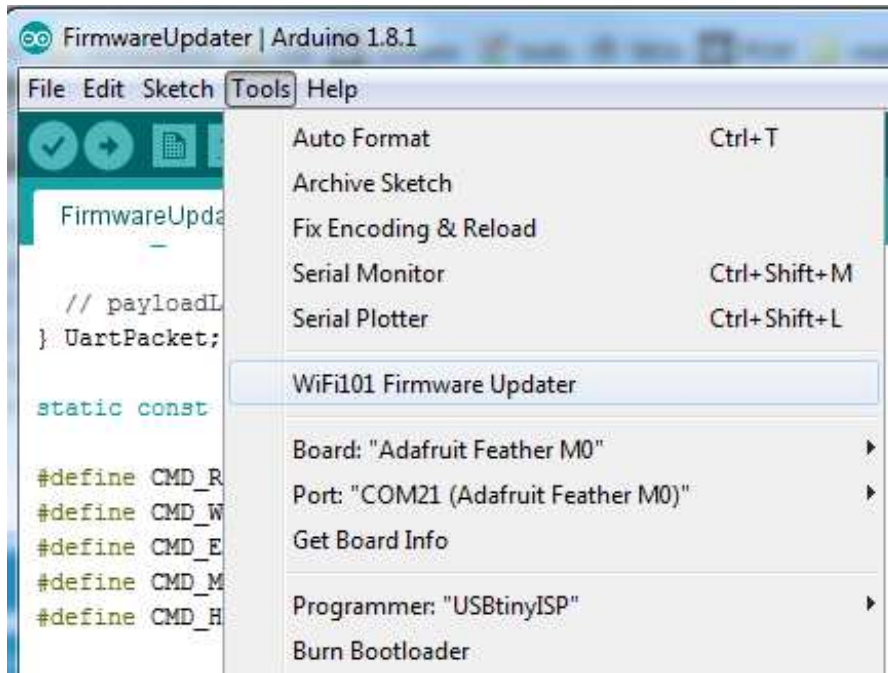 FirmwareUpdater | Arduino 1.8.1
File Edit Sketch Tools Help
Auto Format Ctrl+T
Archive Sketch
FirmwareUpda
Fix Encoding & Reload
Serial Monitor Ctrl+Shift+M
// payloadL
Serial Plotter Ctrl+Shift+L
} UartPacket;
WiFi101 Firmware Updater
static const
Board: "Adafruit Feather M0"
#define CMD_R
Port: "COM21 (Adafruit Feather M0)"
#define CMD_W
Get Board Info
#define CMD_E
#define CMD_M
Programmer: "USBtinyISP"
#define CMD_H
Burn Bootloader